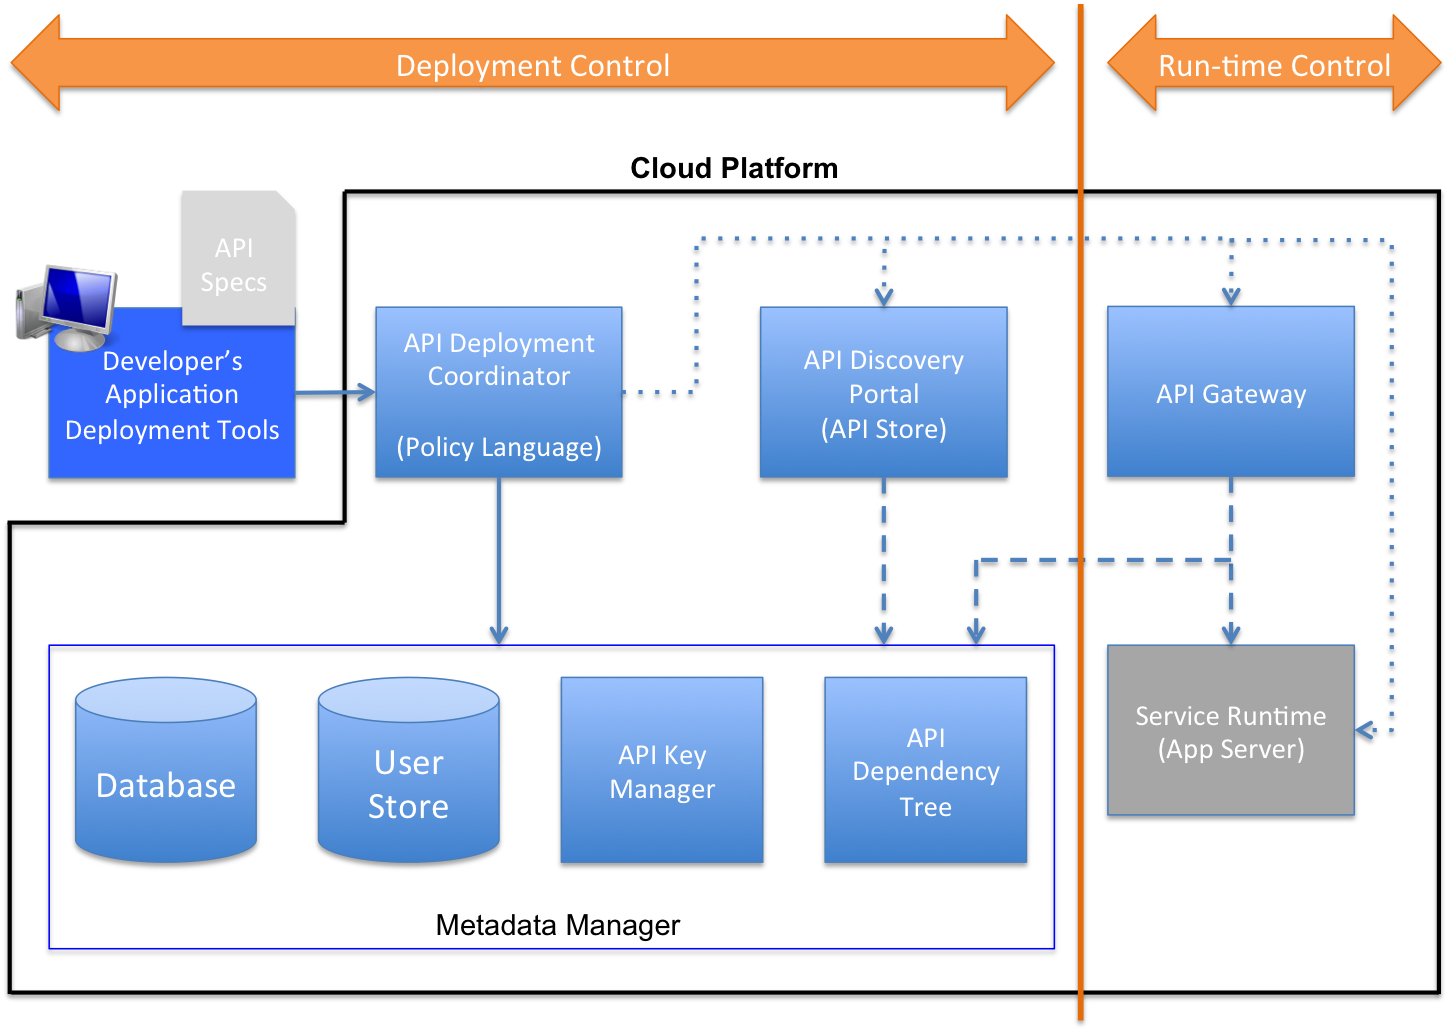 Deployment Control
Run-time Control
Cloud Platform
API
Specs
Developer’s
Application
Deployment Tools
API Deployment
Coordinator
(Policy Language)
API Discovery
Portal
(API Store)
API Gateway
Database
User
Store
API Key
Manager
API
Dependency
Tree
Service Runtime
(App Server)
Metadata Manager